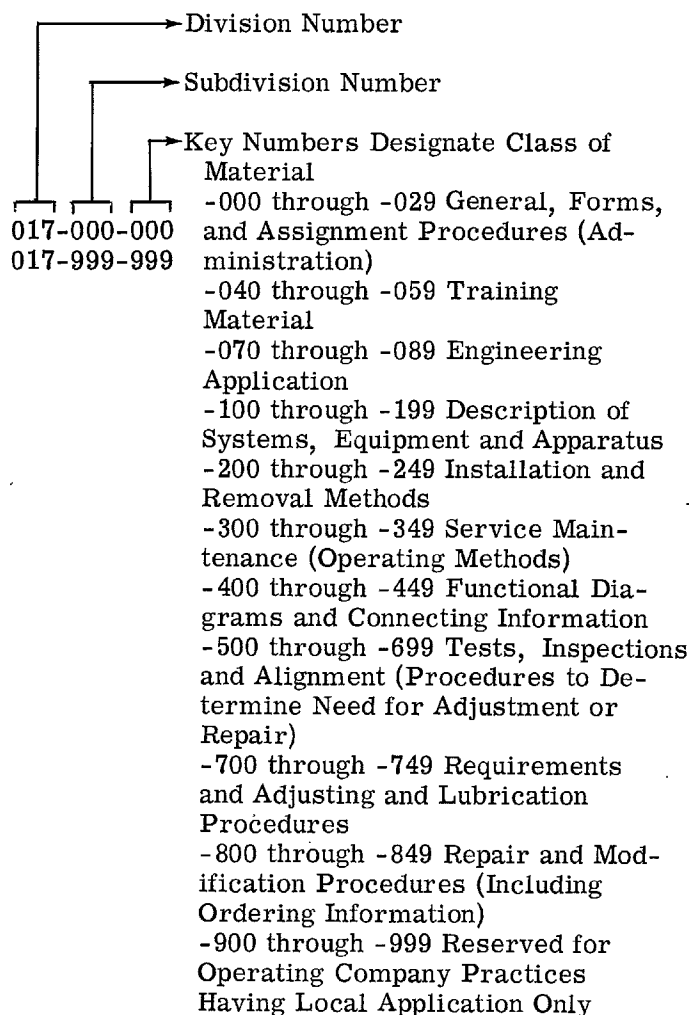 Division Number
Subdivision Number
Key Numbers Designate Class of
Material
-000 through -029 General, Forms,
017-000-000 and Assignment Procedures (Ad-
017-999-999 ministration)
-040 through -059 Training
Material
-070 through -089 Engineering
Application
-100 through -199 Description of
Systems, Equipment and Apparatus
-200 through -249 Installation and
Removal Methods
-300 through -349 Service Main-
tenance (Operating Methods)
-400 through -449 Functional Dia-
grams and Connecting Information
-500 through -699 Tests, Inspections
and Alignment (Procedures to De-
termine Need for Adjustment or
Repair)
-700 through -749 Requirements
and Adjusting and Lubrication
Procedures
-800 through -849 Repair and Mod-
ification Procedures (Including
Ordering Information)
-900 through -999 Reserved for
Operating Company Practices
Having Local Application Only